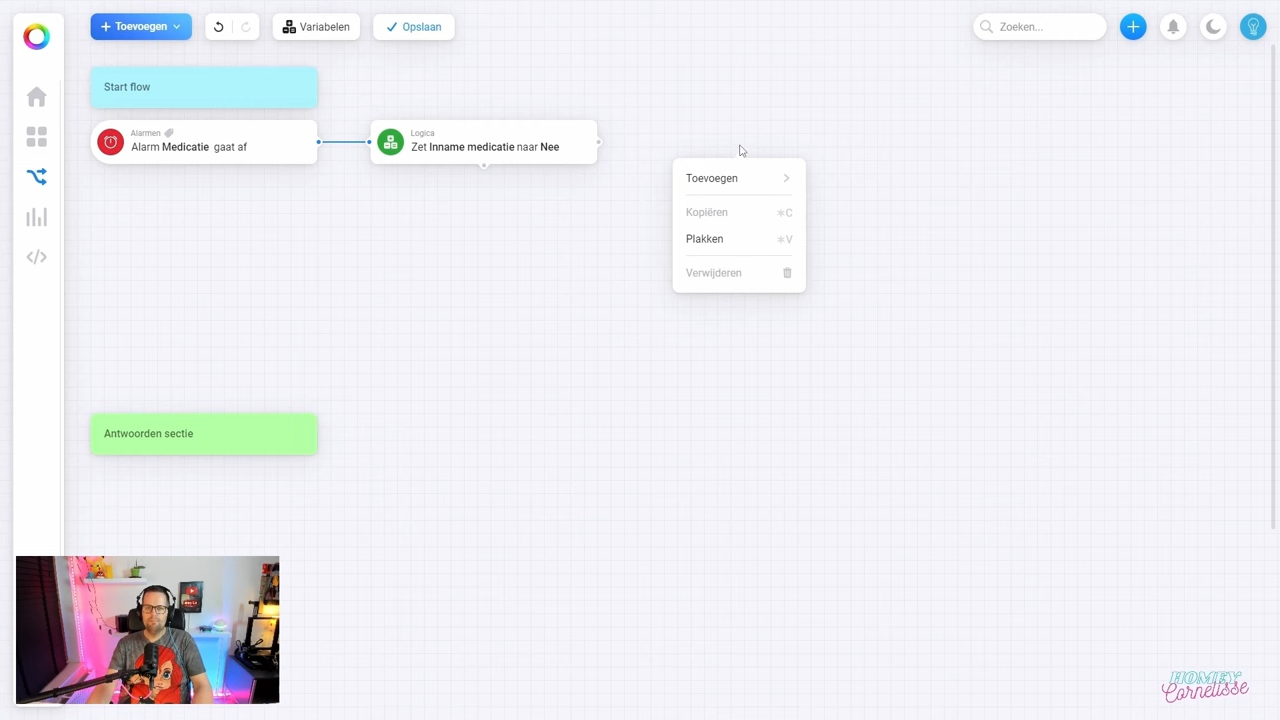 Toevoegen
Variabelen
Opslaan
Zoeken...
Start flow
Alarmen
Alarm Medicatie gaat af
Logica
Zet Inname medicatie naar Nee
Toevoegen
Kopiëren ⌘C
Plakken ⌘V
Verwijderen
Antwoorden sectie
HOMEY
Cornelisse